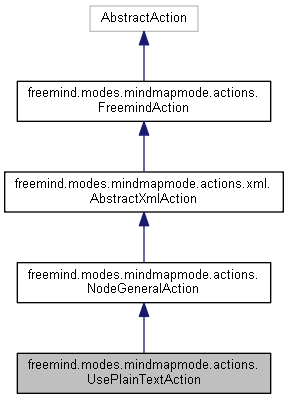 AbstractAction
freemind.modes.mindmapmode.actions.
FreemindAction
freemind.modes.mindmapmode.actions.xml.
AbstractXmlAction
freemind.modes.mindmapmode.actions.
NodeGeneralAction
freemind.modes.mindmapmode.actions.
UsePlainTextAction